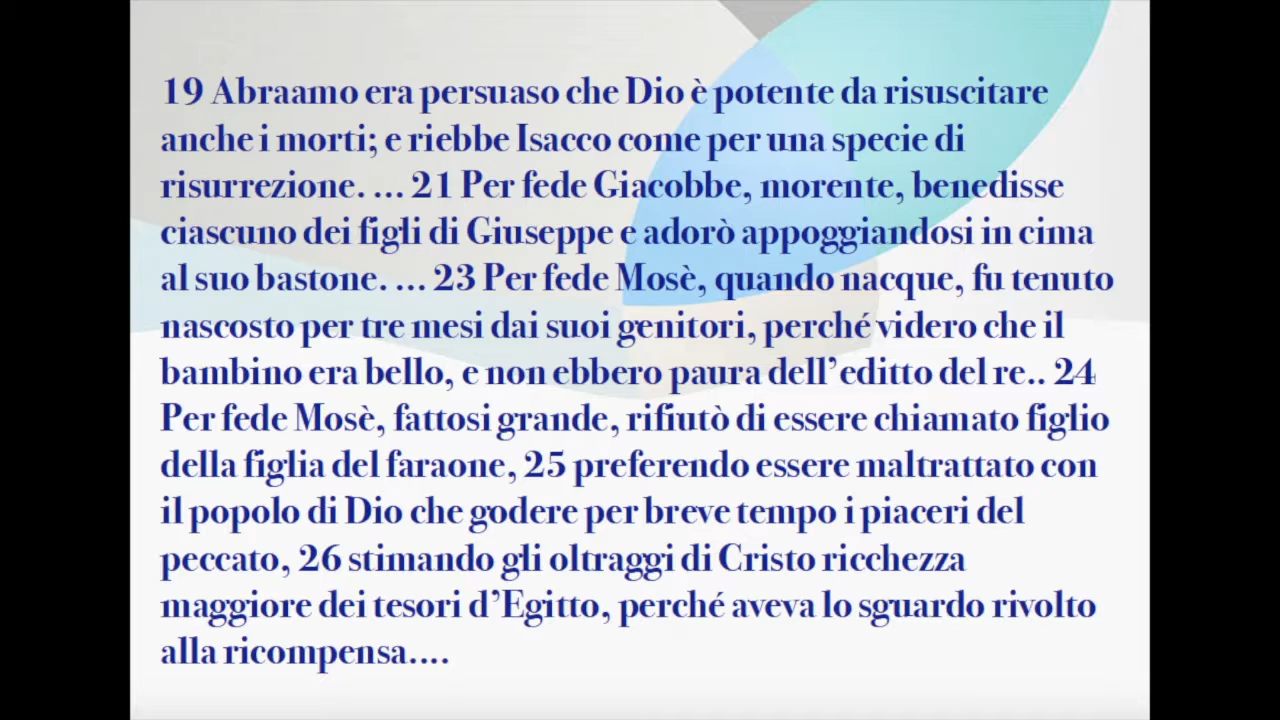 19 Abraamo era persuaso che Dio è potente da risuscitare
anche i morti; e riebbe Isacco come per una specie di
risurrezione. ... 21 Per fede Giacobbe, morente, benedisse
ciascuno dei figli di Giuseppe e adorò appoggiandosi in cima
al suo bastone. ... 23 Per fede Mosè, quando nacque, fu tenuto
nascosto per tre mesi dai suoi genitori, perché videro che il
bambino era bello, e non ebbero paura dell’editto del re.. 24
Per fede Mosè, fattosi grande, rifiutò di essere chiamato figlio
della figlia del faraone, 25 preferendo essere maltrattato con
il popolo di Dio che godere per breve tempo i piaceri del
peccato, 26 stimando gli oltraggi di Cristo ricchezza
maggiore dei tesori d’Egitto, perché aveva lo sguardo rivolto
alla ricompensa....